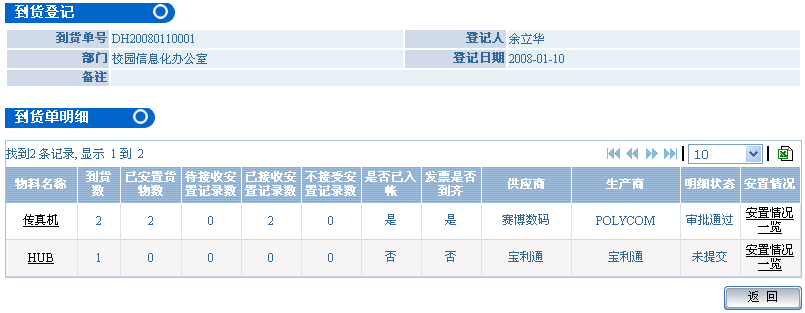 到货登记
到货单号 DH20080110001 登记人 余立华
部门 校园信息化办公室 登记日期 2008-01-10
备注
到货单明细
找到2 条记录, 显示 1 到 2 10
物料名称 到货数 已安置货物数 待接收安置记录数 已接收安置记录数 不接受安置记录数 是否已入帐 发票是否到齐 供应商 生产商 明细状态 安置情况
传真机 2 2 0 2 0 是 是 赛博数码 POLYCOM 审批通过 安置情况一览
HUB 1 0 0 0 0 否 否 宝利通 宝利通 未提交 安置情况一览
返 回